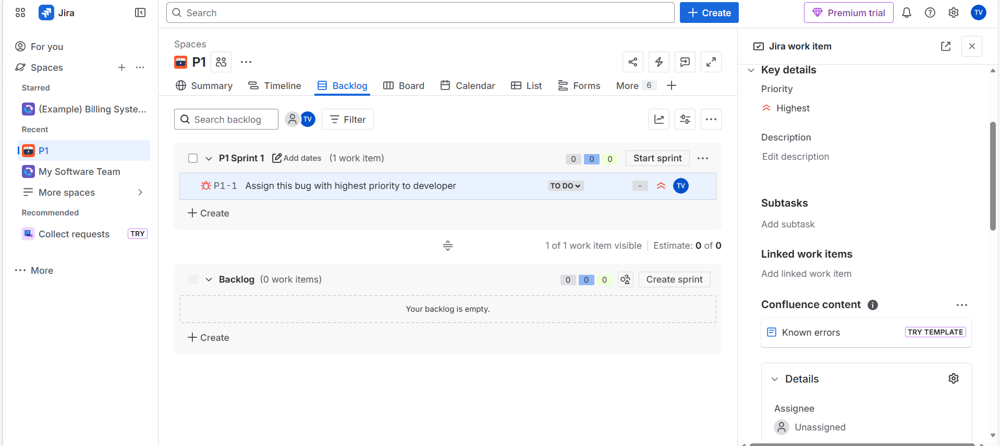 Jira
Search
Create
Premium trial
TV
For you
Spaces
Starred
(Example) Billing Syste...
Recent
P1
My Software Team
More spaces
Recommended
Collect requests TRY
More
Spaces
P1
Summary Timeline Backlog Board Calendar List Forms More 6
Search backlog TV Filter
P1 Sprint 1 Add dates (1 work item) 0 0 0 Start sprint
P1-1 Assign this bug with highest priority to developer TO DO - TV
Create
1 of 1 work item visible Estimate: 0 of 0
Backlog (0 work items) 0 0 0 Create sprint
Your backlog is empty.
Create
Jira work item
Key details
Priority
Highest
Description
Edit description
Subtasks
Add subtask
Linked work items
Add linked work item
Confluence content
Known errors TRY TEMPLATE
Details
Assignee
Unassigned